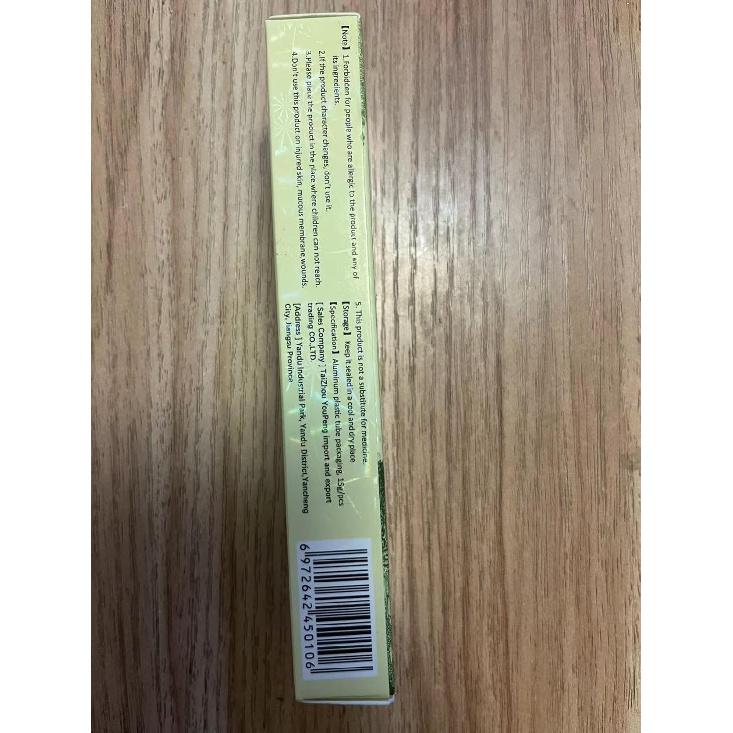 【Note】 1.Forbidden for people who are allergic to the product and any of
its ingredients.
2.If the product character changes, don't use it.
3.Please place the product in the place where children can not reach.
4.Don't use this product on injured skin, mucous membrane,wounds.
5. This product is not a substitute for medicine.
【Storage】 Keep it sealed in a cool and dry place
【Specification】 Aluminum plastic tube packaging, 15g/pcs
[ Sales Company ] TaiZhou YouPeng import and export
trading CO.,LTD.
[Address ] Yandu Industrial Park, Yandu District,Yancheng
City, Jiangsu Province
6 972642 450106